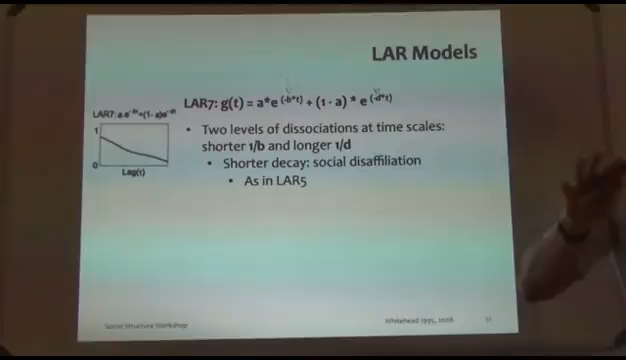 LAR Models
LAR7: g(t) = a*e (-b*t) + (1 - a) * e (-d*t)
LAR7: a.e-bt+(1- a)e-dt
1
0
Lag(t)
• Two levels of dissociations at time scales:
shorter 1/b and longer 1/d
• Shorter decay: social disaffiliation
• As in LAR5
Social Structure Workshop
Whitehead 1995, 2008